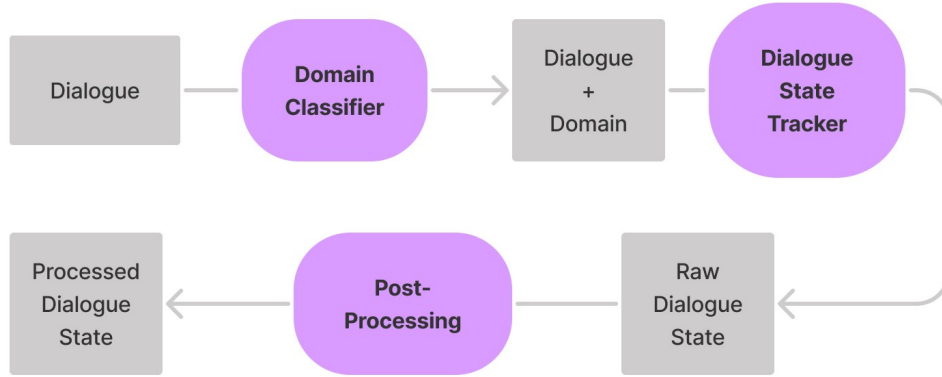 Dialogue
Domain
Classifier
Dialogue
+
Domain
Dialogue
State
Tracker
Processed
Dialogue
State
Post-
Processing
Raw
Dialogue
State